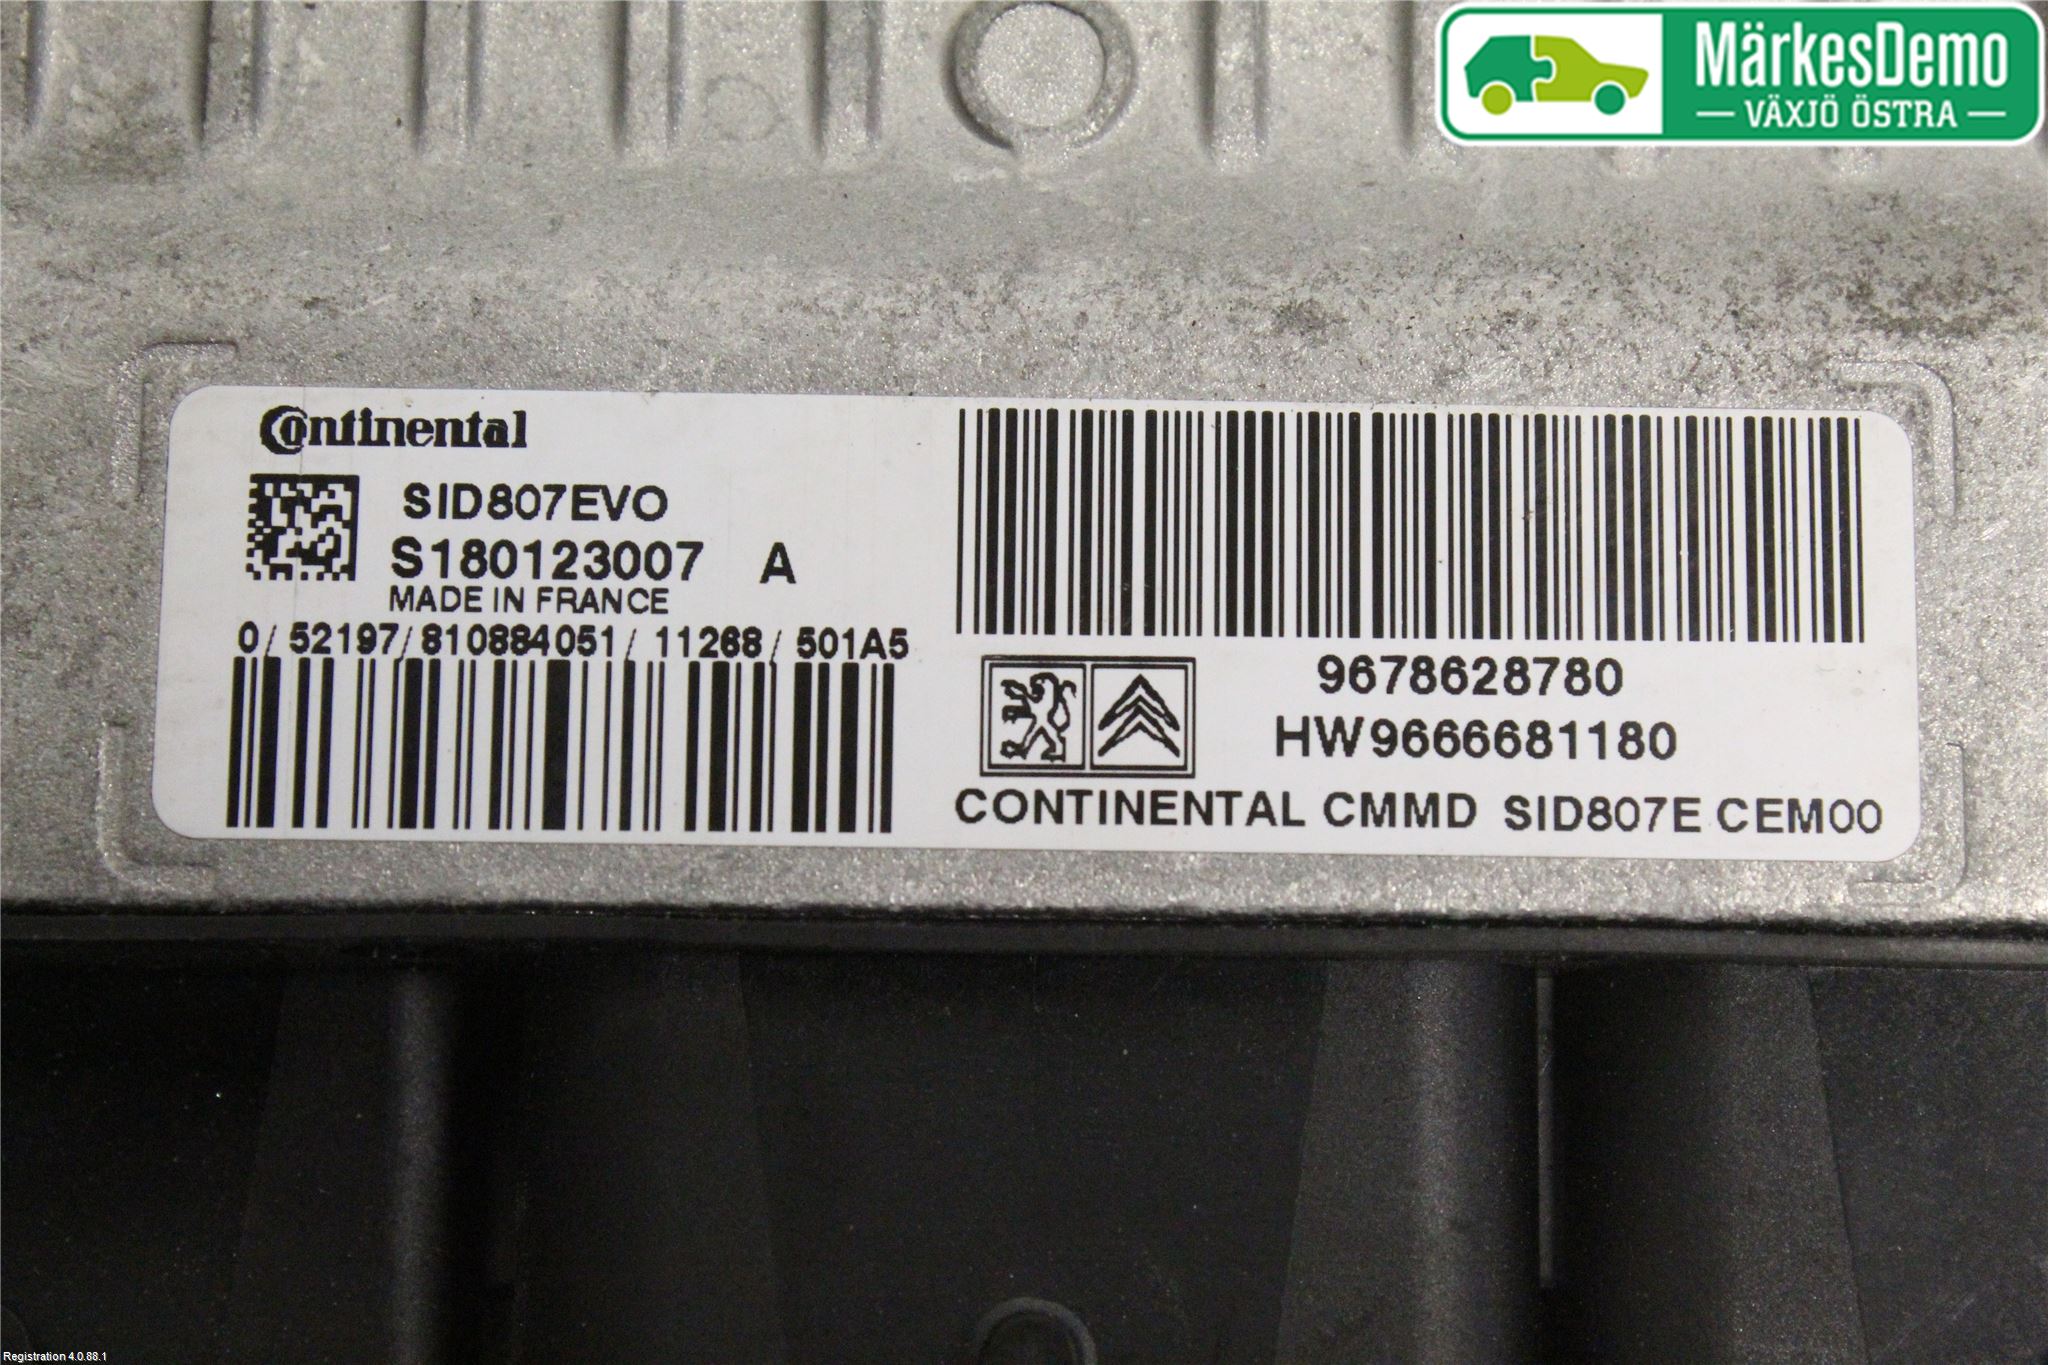 MärkesDemo
VÄXJÖ ÖSTRA
Continental
SID807EVO
S180123007 A
MADE IN FRANCE
0/52197/810884051/11268/501A5
9678628780
HW9666681180
CONTINENTAL CMMD SID807E CEM00
Registration 4.0.88.1